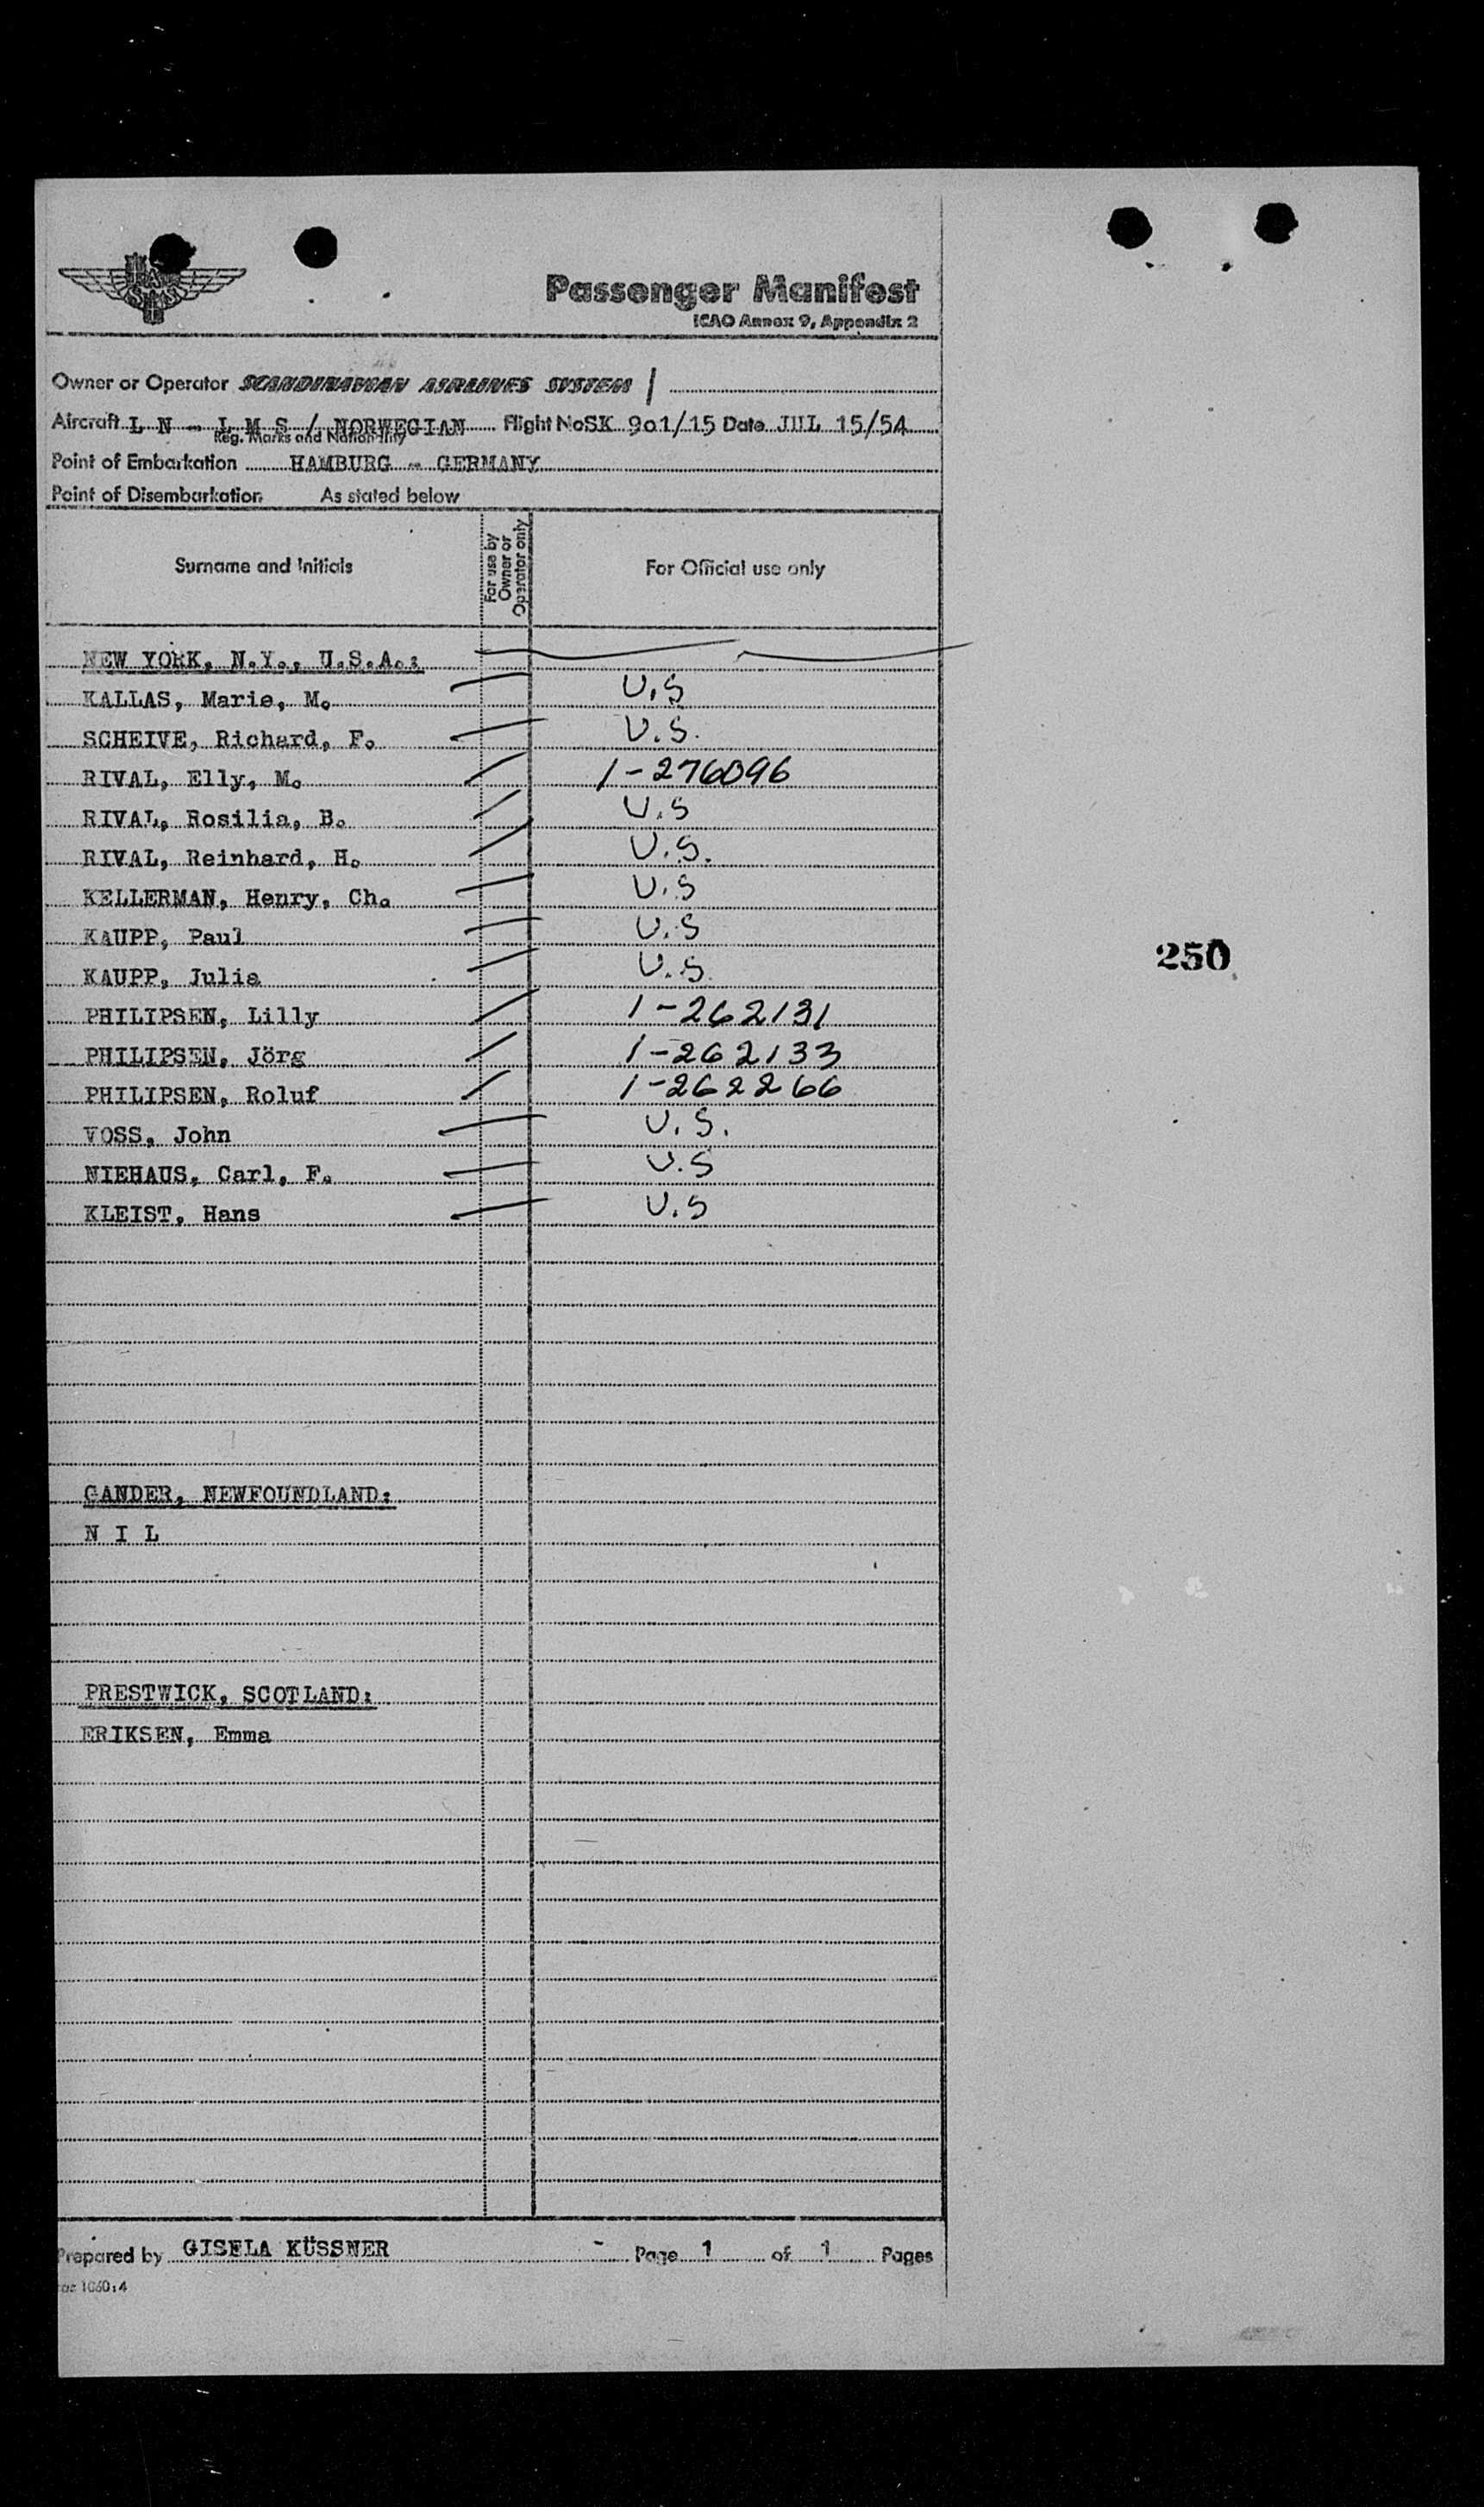 SAS
Passenger Manifest
ICAO Annex 9, Appendix 2
Owner or Operator SCANDINAVIAN AIRLINES SYSTEM /
Aircraft L N - L M S / NORWEGIAN Flight No SK 901/15 Date JUL 15/54
Reg. Marks and Nationality
Point of Embarkation HAMBURG - GERMANY
Point of Disembarkation As stated below
Surname and Initials For use by Owner or Operator only For Official use only
NEW YORK, N.Y., U.S.A.:
KALLAS, Marie, M. U.S
SCHEIVE, Richard, F. U.S.
RIVAL, Elly, M. 1-276096
RIVAL, Rosilia, B. U.S
RIVAL, Reinhard, H. U.S.
KELLERMAN, Henry, Ch. U.S
KAUPP, Paul U.S
KAUPP, Julie U.S.
250
PHILIPSEN, Lilly 1-262131
PHILIPSEN, Jörg 1-262133
PHILIPSEN, Roluf 1-262266
VOSS, John U.S.
NIEHAUS, Carl, F. U.S
KLEIST, Hans U.S
GANDER, NEWFOUNDLAND:
N I L
PRESTWICK, SCOTLAND:
ERIKSEN, Emma
Prepared by GISELA KÜSSNER - Page 1 of 1 Pages
1060:4